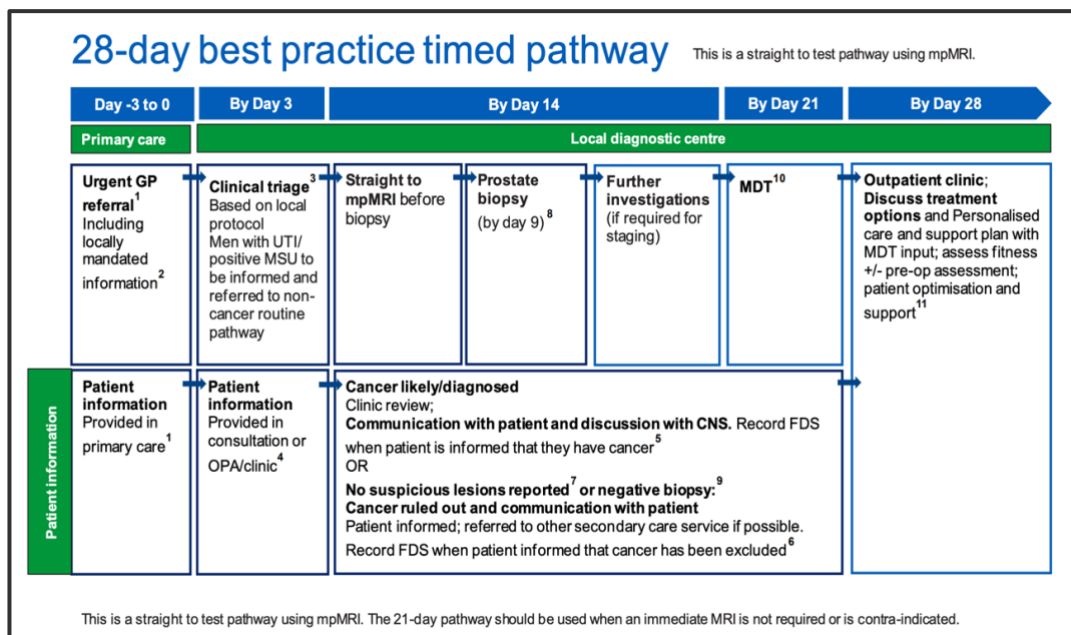 28-day best practice timed pathway
This is a straight to test pathway using mpMRI.
Day -3 to 0
By Day 3
By Day 14
By Day 21
By Day 28
Primary care
Local diagnostic centre
Urgent GP
referral1
Including
locally
mandated
information2
Clinical triage3
Based on local
protocol
Men with UTI/
positive MSU to
be informed and
referred to non-
cancer routine
pathway
Straight to
mpMRI before
biopsy
Prostate
biopsy
(by day 9)8
Further
investigations
(if required for
staging)
MDT10
Outpatient clinic;
Discuss treatment
options and Personalised
care and support plan with
MDT input; assess fitness
+/- pre-op assessment;
patient optimisation and
support11
Patient information
Patient
information
Provided in
primary care1
Patient
information
Provided in
consultation or
OPA/clinic4
Cancer likely/diagnosed
Clinic review;
Communication with patient and discussion with CNS. Record FDS
when patient is informed that they have cancer5
OR
No suspicious lesions reported7 or negative biopsy:9
Cancer ruled out and communication with patient
Patient informed; referred to other secondary care service if possible.
Record FDS when patient informed that cancer has been excluded6
This is a straight to test pathway using mpMRI. The 21-day pathway should be used when an immediate MRI is not required or is contra-indicated.